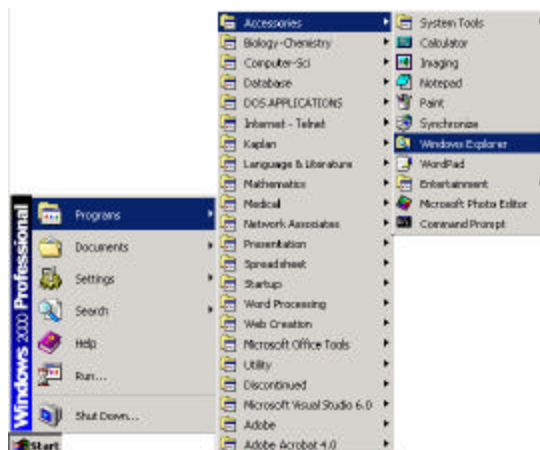 Windows 2000 Professional
Programs
Documents
Settings
Search
Help
Run...
Shut Down...
Start
Accessories
Biology-Chemistry
Computer-Sci
Database
DOS APPLICATIONS
Internet - Telnet
Kaplan
Language & Literature
Mathematics
Medical
Network Associates
Presentation
Spreadsheet
Startup
Word Processing
Web Creation
Microsoft Office Tools
Utility
Discontinued
Microsoft Visual Studio 6.0
Adobe
Adobe Acrobat 4.0
System Tools
Calculator
Imaging
Notepad
Paint
Synchronize
Windows Explorer
WordPad
Entertainment
Microsoft Photo Editor
Command Prompt